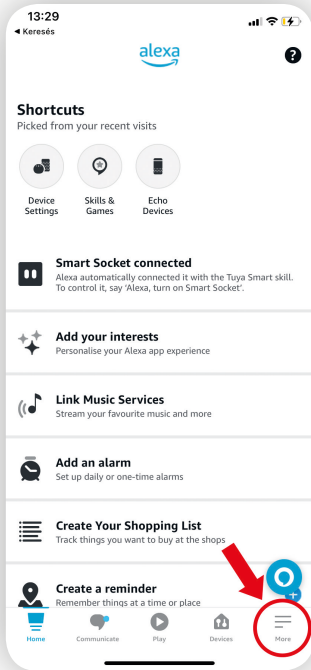 13:29
Keresés
alexa
?
Shortcuts
Picked from your recent visits
Device
Settings
Skills &
Games
Echo
Devices
Smart Socket connected
Alexa automatically connected it with the Tuya Smart skill.
To control it, say 'Alexa, turn on Smart Socket'.
Add your interests
Personalise your Alexa app experience
Link Music Services
Stream your favourite music and more
Add an alarm
Set up daily or one-time alarms
Create Your Shopping List
Track things you want to buy at the shops
Create a reminder
Remember things at a time or place
Home
Communicate
Play
Devices
More